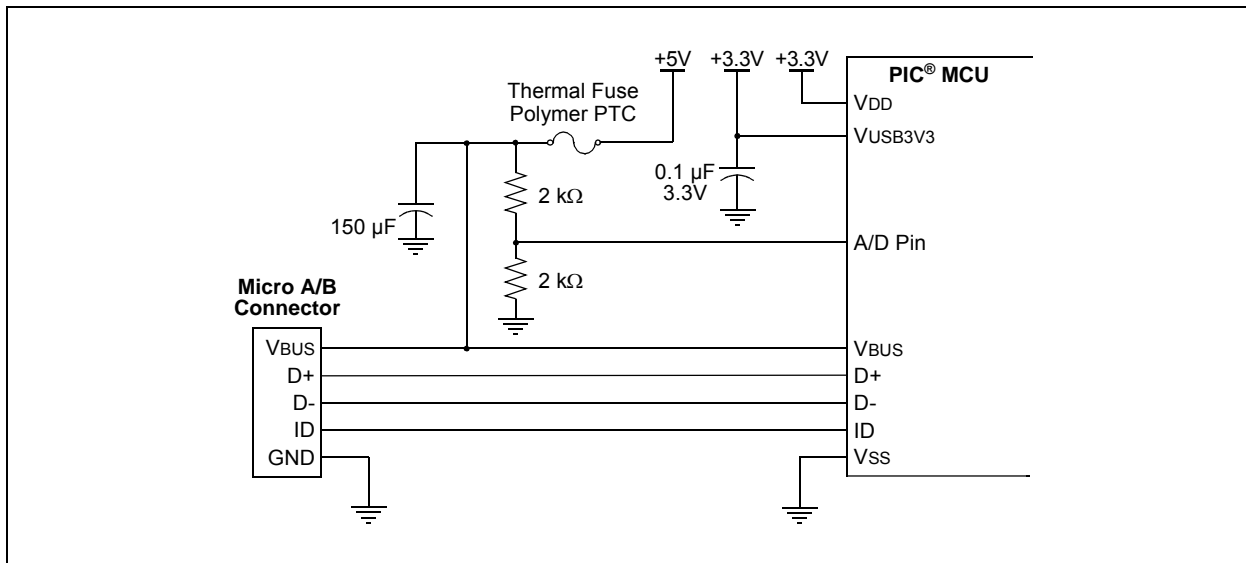 +5V
+3.3V
+3.3V
PIC® MCU
Thermal Fuse
Polymer PTC
VDD
VUSB3V3
0.1 µF
3.3V
2 kΩ
150 µF
A/D Pin
2 kΩ
Micro A/B
Connector
VBUS
D+
D-
ID
GND
VBUS
D+
D-
ID
VSS